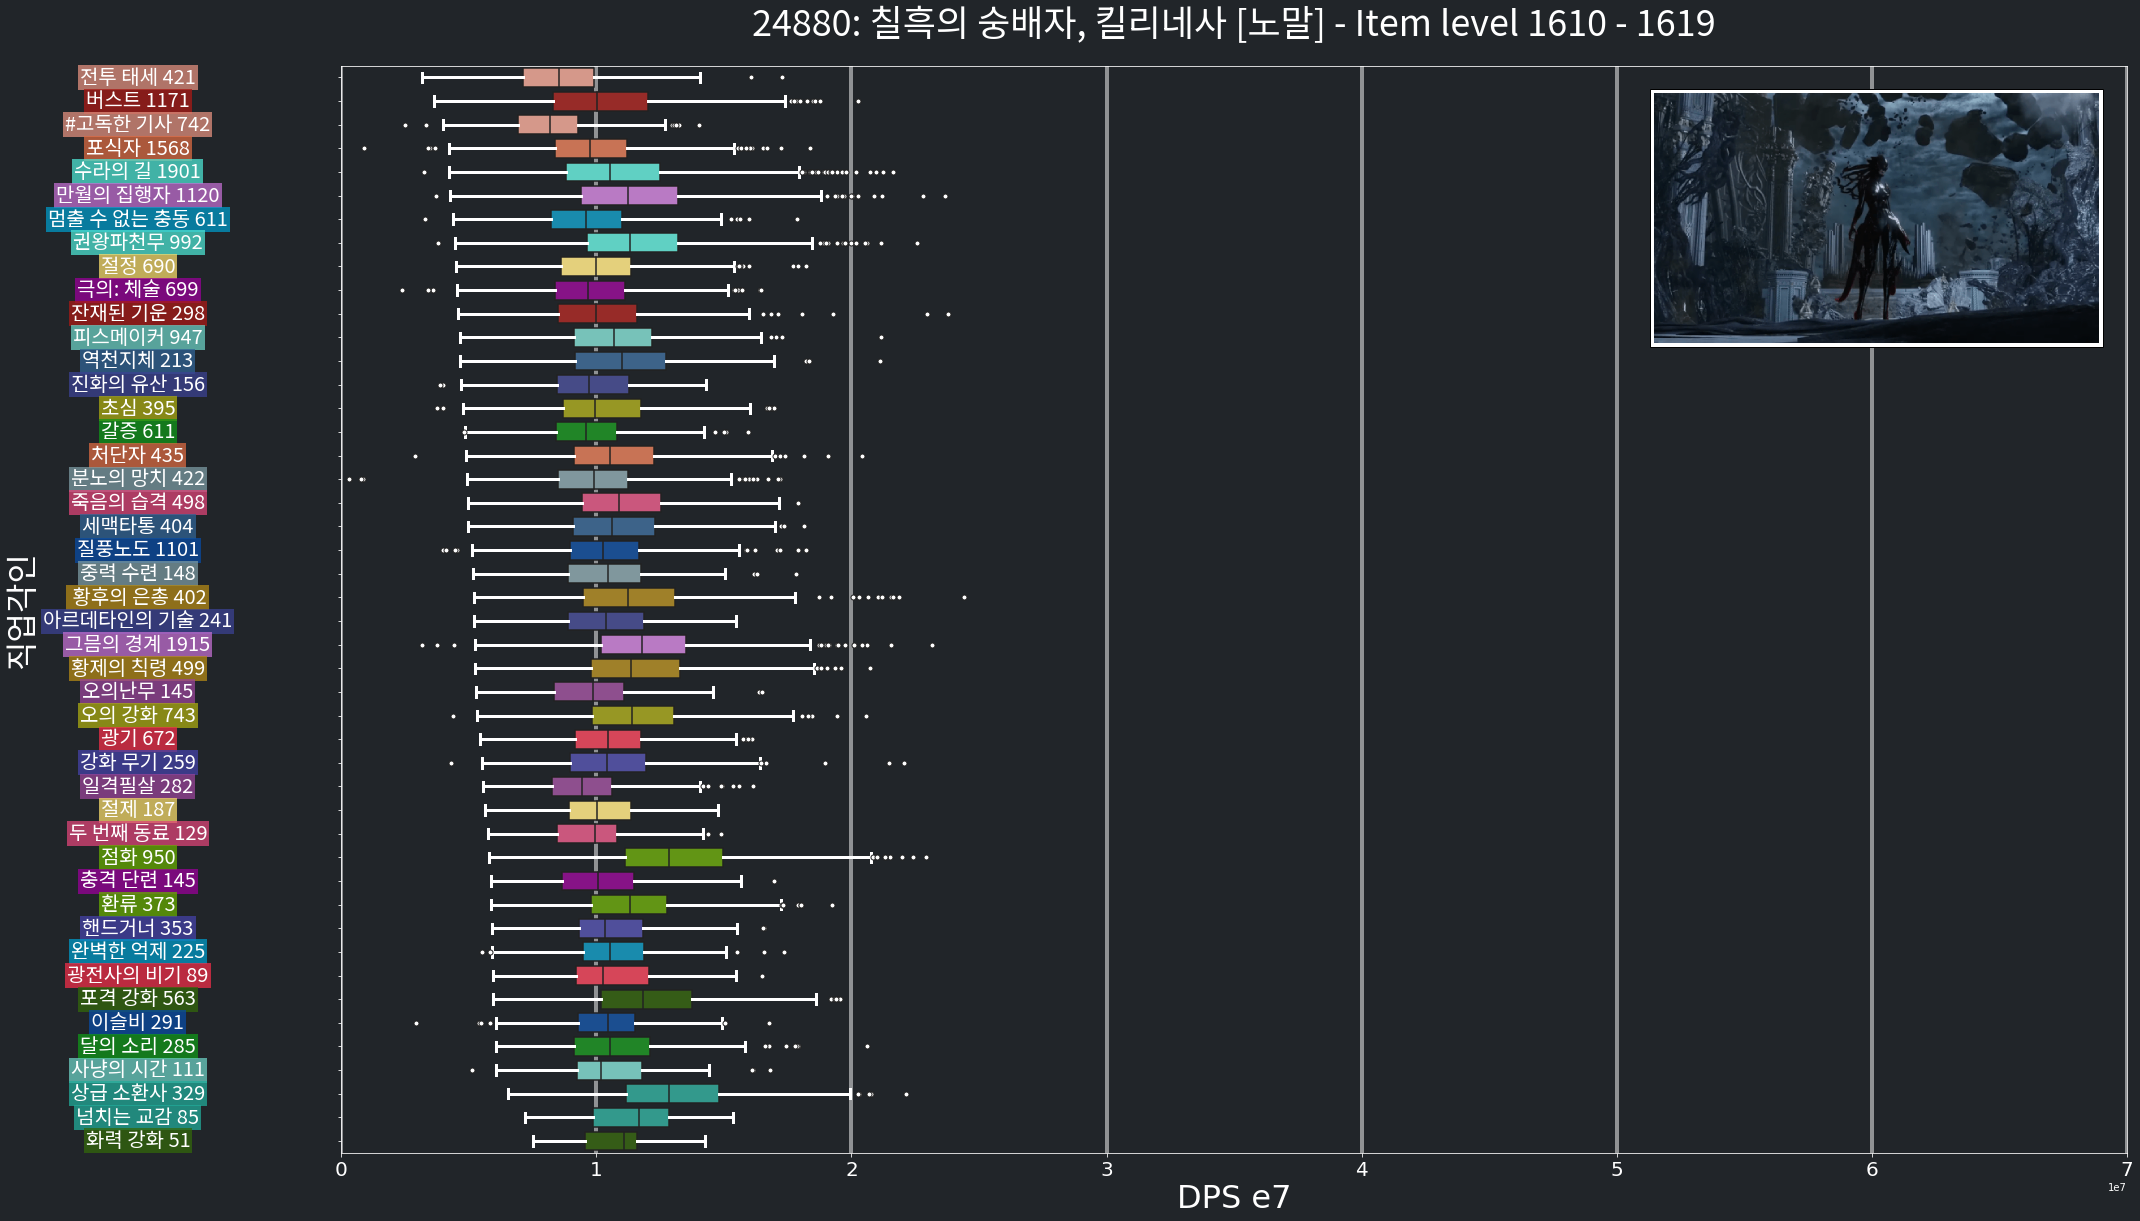 24880: 칠흑의 숭배자, 킬리네사 [노말] - Item level 1610 - 1619
직업각인
전투 태세 421
버스트 1171
#고독한 기사 742
포식자 1568
수라의 길 1901
만월의 집행자 1120
멈출 수 없는 충동 611
권왕파천무 992
절정 690
극의: 체술 699
잔재된 기운 298
피스메이커 947
역천지체 213
진화의 유산 156
초심 395
갈증 611
처단자 435
분노의 망치 422
죽음의 습격 498
세맥타통 404
질풍노도 1101
중력 수련 148
황후의 은총 402
아르데타인의 기술 241
그믐의 경계 1915
황제의 칙령 499
오의난무 145
오의 강화 743
광기 672
강화 무기 259
일격필살 282
절제 187
두 번째 동료 129
점화 950
충격 단련 145
환류 373
핸드거너 353
완벽한 억제 225
광전사의 비기 89
포격 강화 563
이슬비 291
달의 소리 285
사냥의 시간 111
상급 소환사 329
넘치는 교감 85
화력 강화 51
0 1 2 3 4 5 6 7
1e7
DPS e7